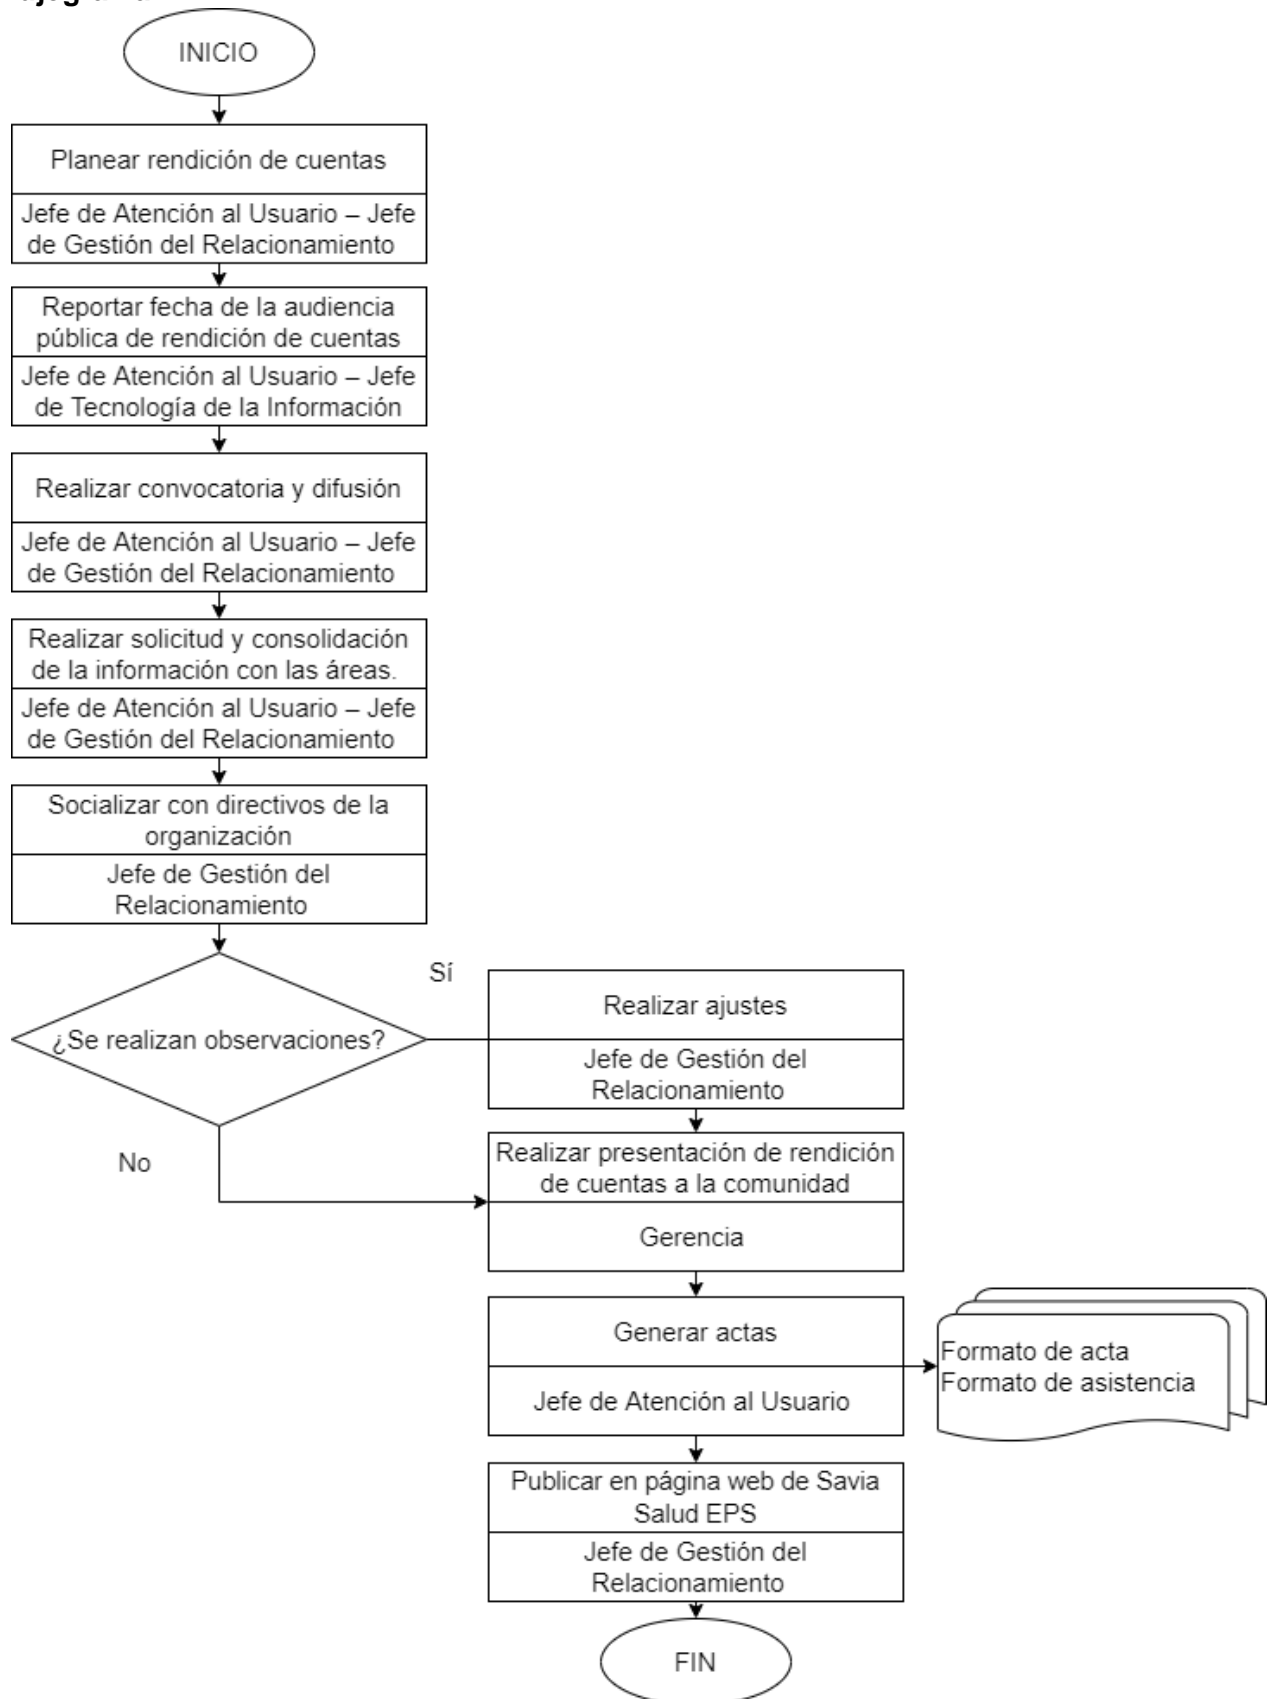 INICIO
Planear rendición de cuentas
Jefe de Atención al Usuario – Jefe
de Gestión del Relacionamiento
Reportar fecha de la audiencia
pública de rendición de cuentas
Jefe de Atención al Usuario – Jefe
de Tecnología de la Información
Realizar convocatoria y difusión
Jefe de Atención al Usuario – Jefe
de Gestión del Relacionamiento
Realizar solicitud y consolidación
de la información con las áreas.
Jefe de Atención al Usuario – Jefe
de Gestión del Relacionamiento
Socializar con directivos de la
organización
Jefe de Gestión del
Relacionamiento
¿Se realizan observaciones?
Sí
Realizar ajustes
Jefe de Gestión del
Relacionamiento
No
Realizar presentación de rendición
de cuentas a la comunidad
Gerencia
Generar actas
Jefe de Atención al Usuario
Formato de acta
Formato de asistencia
Publicar en página web de Savia
Salud EPS
Jefe de Gestión del
Relacionamiento
FIN